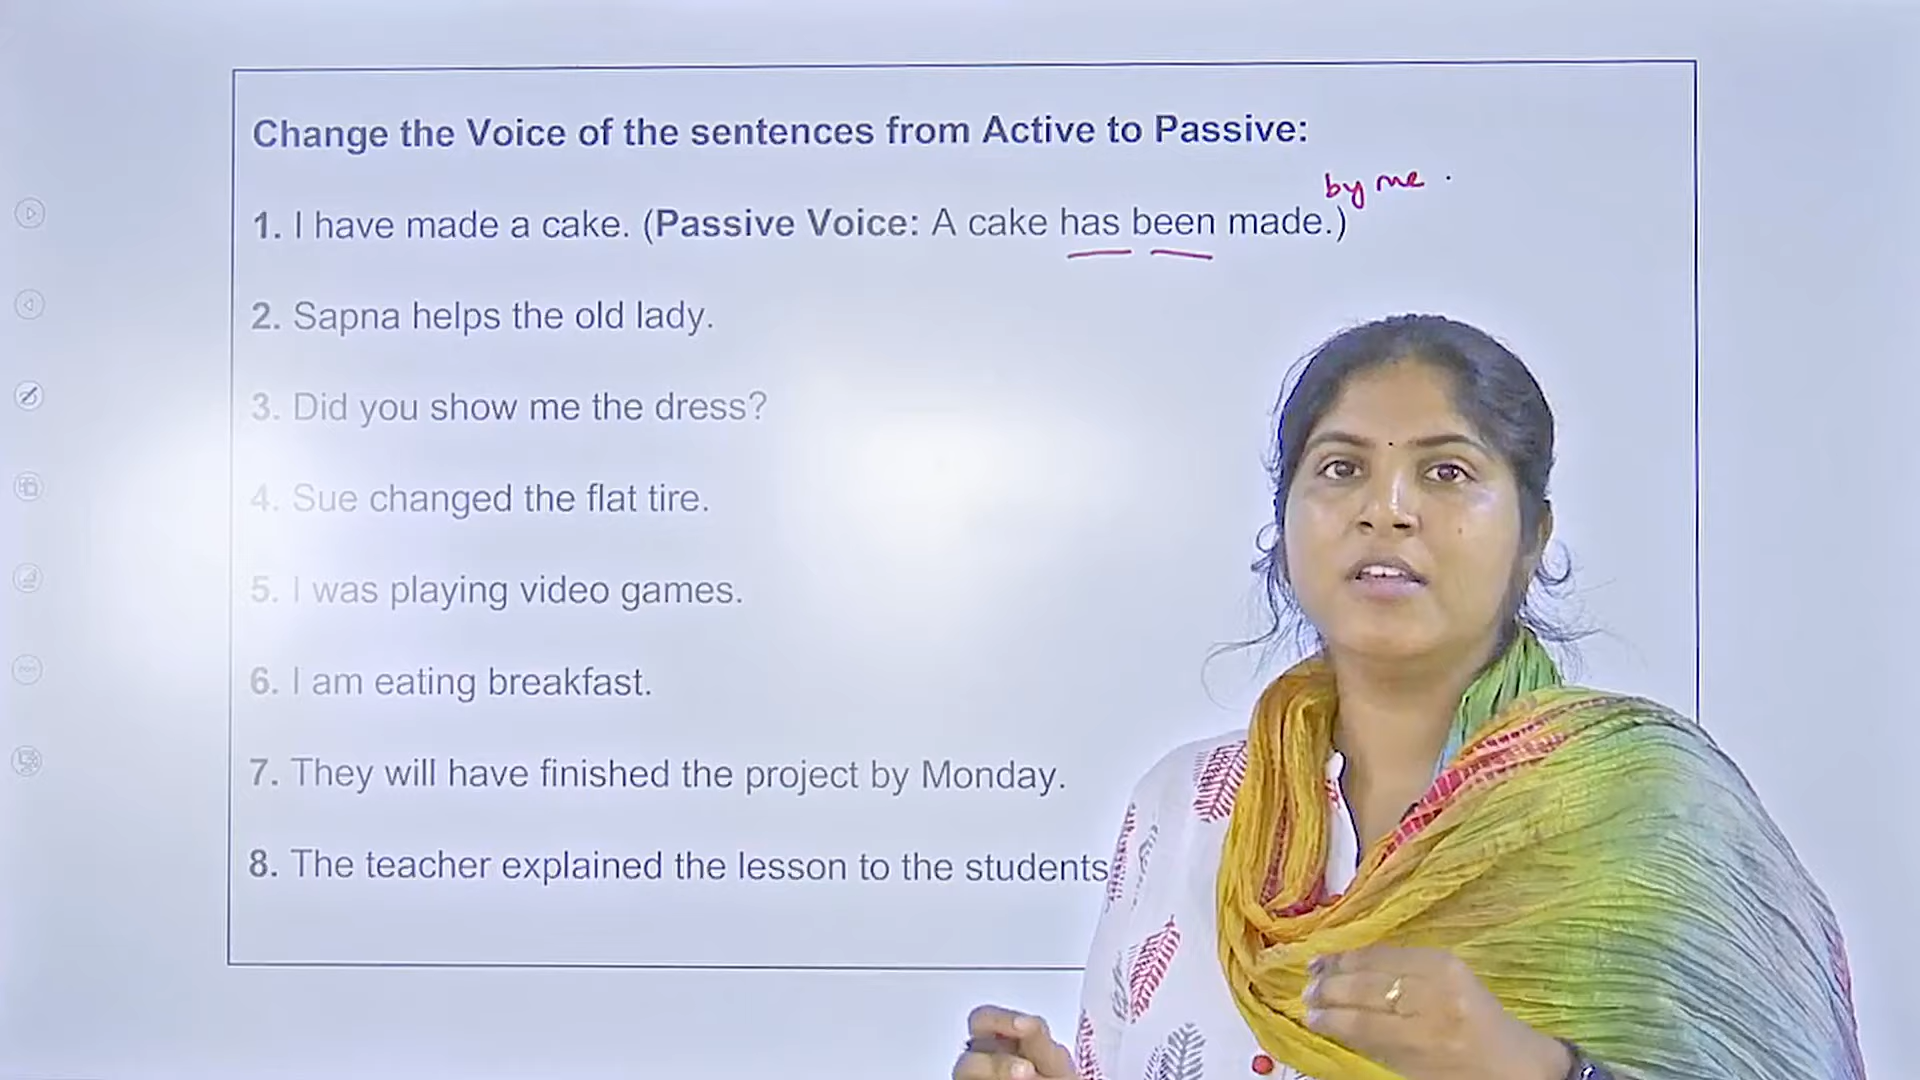 Change the Voice of the sentences from Active to Passive:
by me .
1. I have made a cake. (Passive Voice: A cake has been made.)
2. Sapna helps the old lady.
3. Did you show me the dress?
4. Sue changed the flat tire.
5. I was playing video games.
6. I am eating breakfast.
7. They will have finished the project by Monday.
8. The teacher explained the lesson to the students